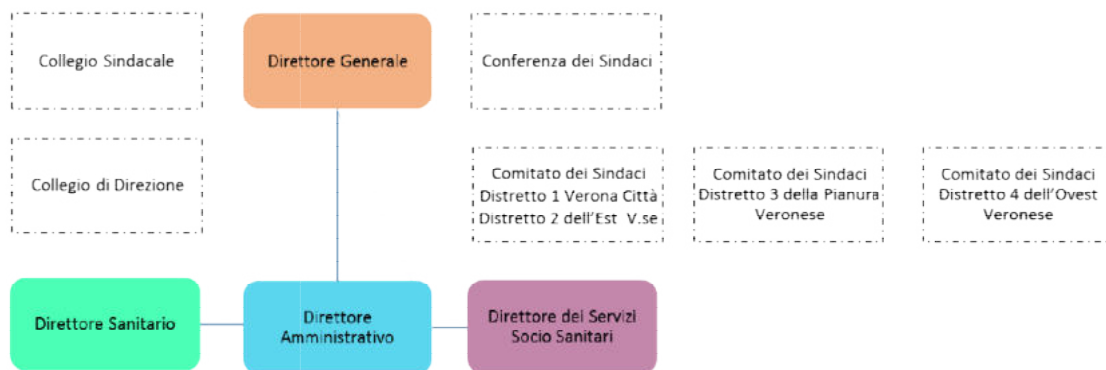 Collegio Sindacale
Direttore Generale
Conferenza dei Sindaci
Collegio di Direzione
Comitato dei Sindaci
Distretto 1 Verona Città
Distretto 2 dell'Est V.se
Comitato dei Sindaci
Distretto 3 della Pianura
Veronese
Comitato dei Sindaci
Distretto 4 dell'Ovest
Veronese
Direttore Sanitario
Direttore
Amministrativo
Direttore dei Servizi
Socio Sanitari